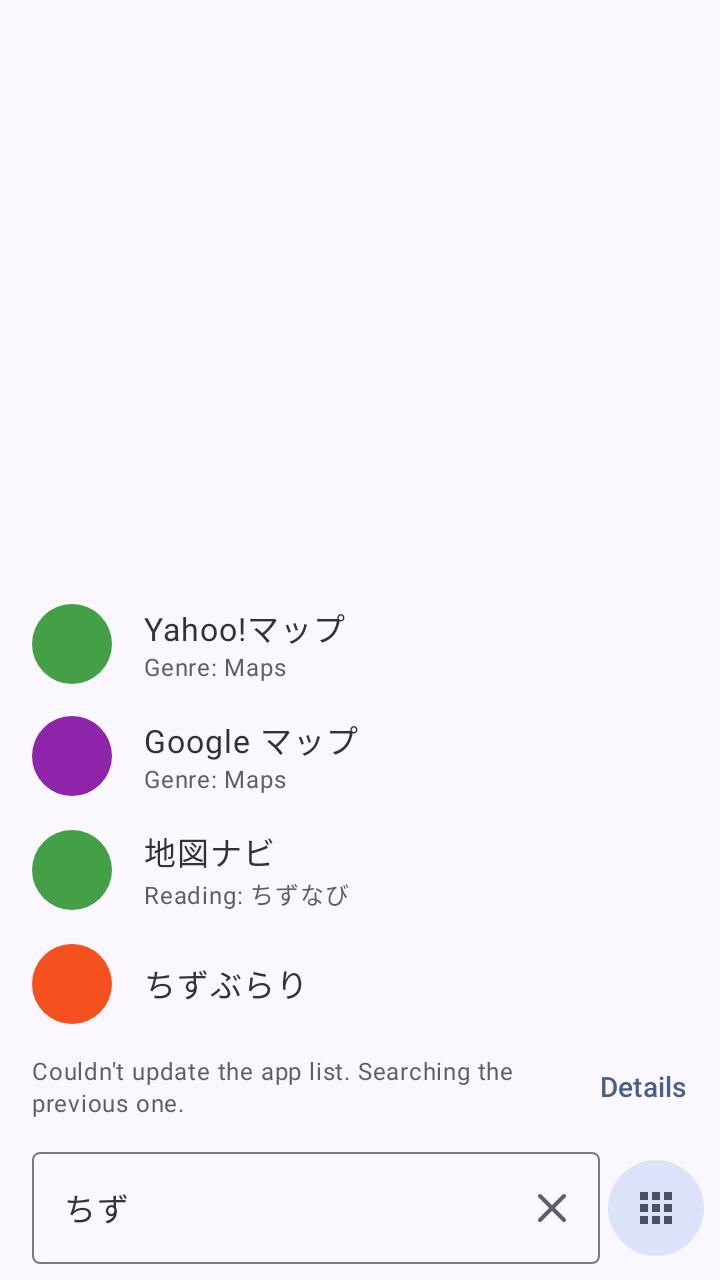 Yahoo!マップ
Genre: Maps
Google マップ
Genre: Maps
地図ナビ
Reading: ちずなび
ちずぶらり
Couldn't update the app list. Searching the
previous one.
Details
ちず